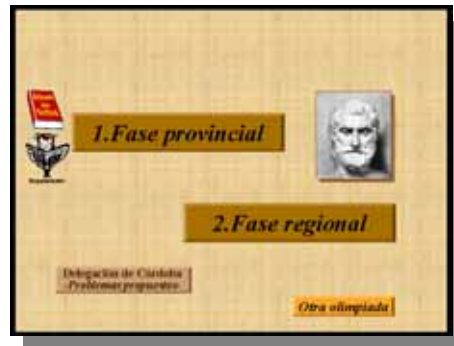 1.Fase provincial
2.Fase regional
Delegación de Córdoba
-Problemas propuestos-
Otra olimpiada